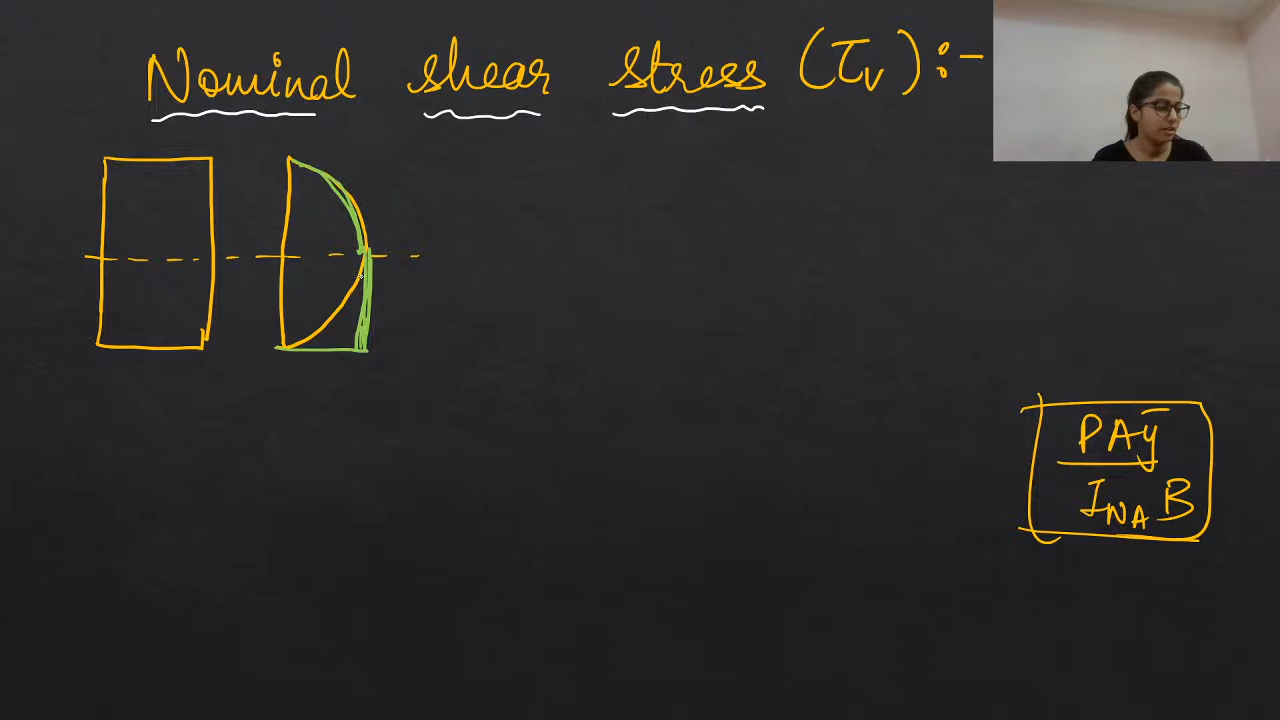 Nominal shear stress (τv) :-
PAȳ
INA B